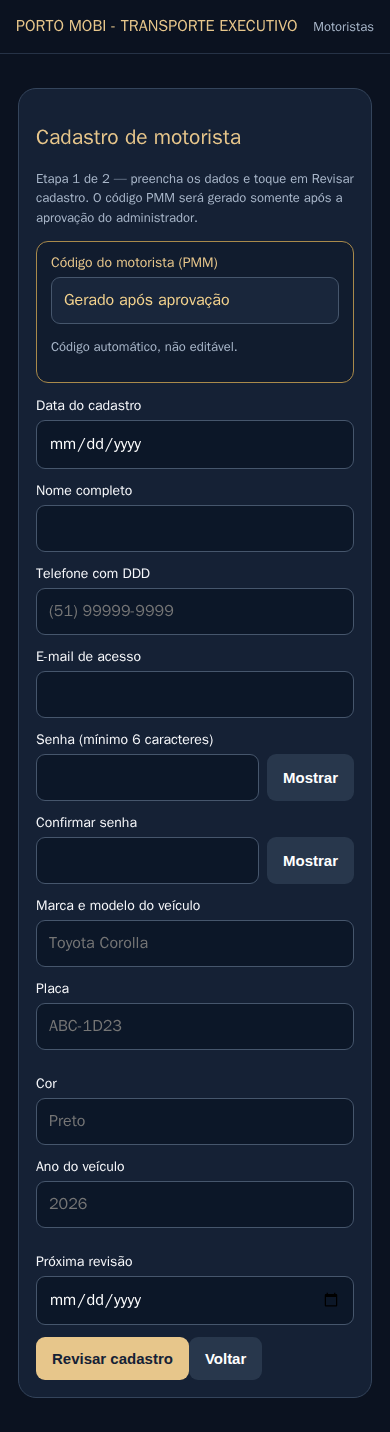 PORTO MOBI - TRANSPORTE EXECUTIVO Motoristas
Cadastro de motorista
Etapa 1 de 2 — preencha os dados e toque em Revisar
cadastro. O código PMM será gerado somente após a
aprovação do administrador.
Código do motorista (PMM)
Gerado após aprovação
Código automático, não editável.
Data do cadastro
mm/dd/yyyy
Nome completo
Telefone com DDD
(51) 99999-9999
E-mail de acesso
Senha (mínimo 6 caracteres)
Mostrar
Confirmar senha
Mostrar
Marca e modelo do veículo
Toyota Corolla
Placa
ABC-1D23
Cor
Preto
Ano do veículo
2026
Próxima revisão
mm/dd/yyyy
Revisar cadastro Voltar